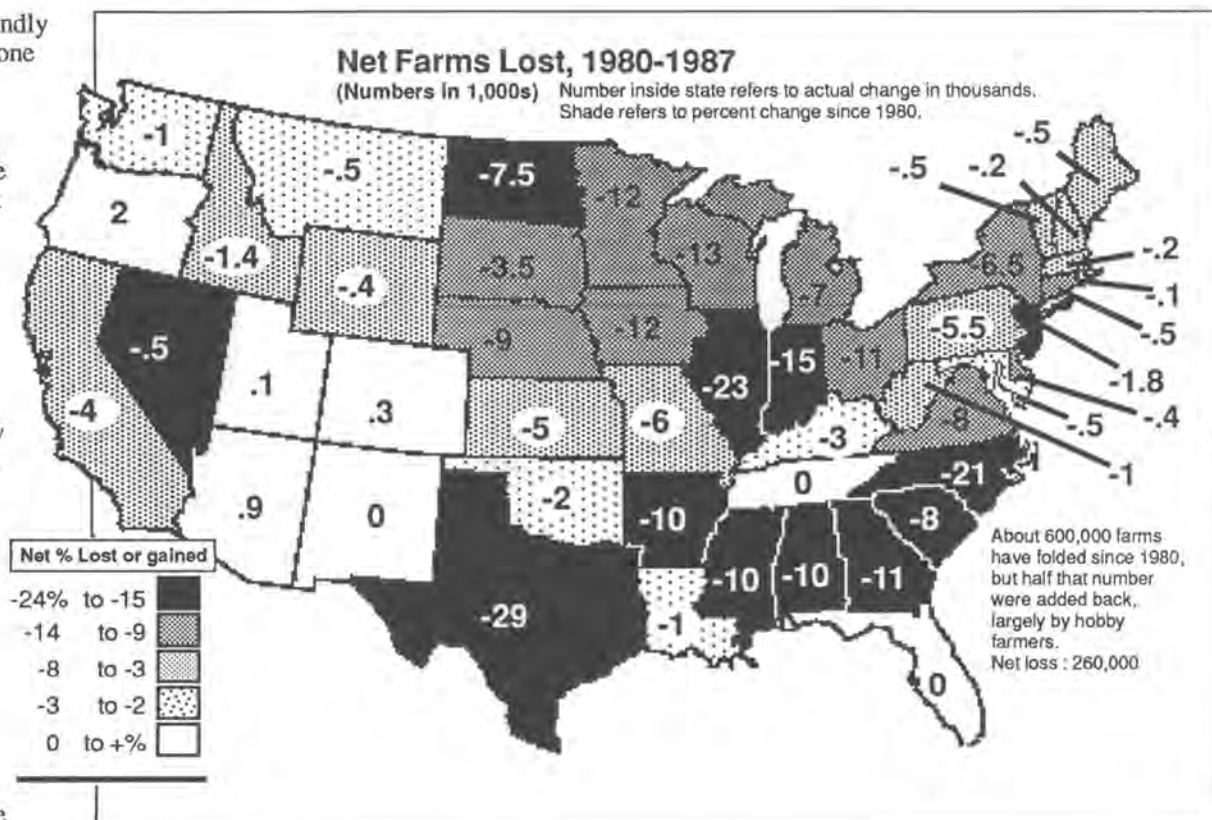 ndly
one
e
Net Farms Lost, 1980-1987
(Numbers in 1,000s) Number inside state refers to actual change in thousands.
Shade refers to percent change since 1980.
-1
-.5
-7.5
-12
-.5
-.2
-.5
2
-1.4
-.4
-3.5
-13
-7
-6.5
-.2
-.1
-.5
-1.8
-.4
-.5
-1
-4
-.5
.1
.3
-9
-12
-23
-15
-11
-5.5
-5
-6
-3
-8
.9
0
-2
-10
0
-21
-8
-29
-1
-10
-10
-11
0
Net % Lost or gained
-24% to -15
-14 to -9
-8 to -3
-3 to -2
0 to +%
About 600,000 farms
have folded since 1980,
but half that number
were added back,
largely by hobby
farmers.
Net loss : 260,000